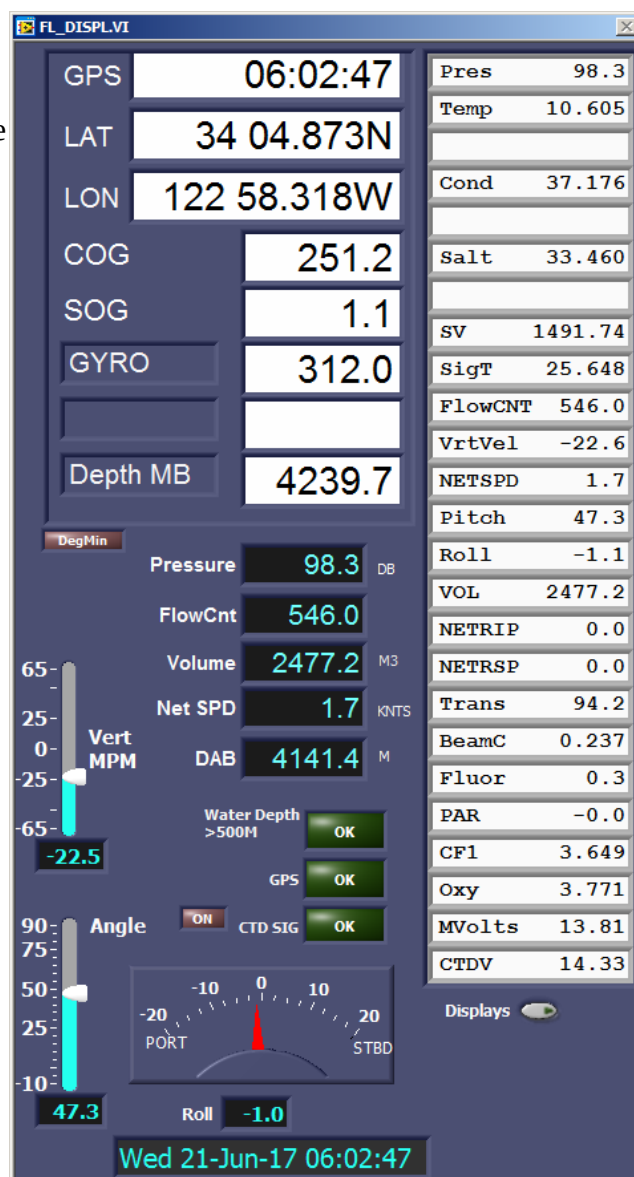 FL_DISPL.VI
e
GPS 06:02:47
LAT 34 04.873N
LON 122 58.318W
COG 251.2
SOG 1.1
GYRO 312.0
Depth MB 4239.7
Pres 98.3
Temp 10.605
Cond 37.176
Salt 33.460
SV 1491.74
SigT 25.648
FlowCNT 546.0
VrtVel -22.6
NETSPD 1.7
Pitch 47.3
Roll -1.1
VOL 2477.2
NETRIP 0.0
NETRSP 0.0
Trans 94.2
BeamC 0.237
Fluor 0.3
PAR -0.0
CF1 3.649
Oxy 3.771
MVolts 13.81
CTDV 14.33
Displays
DegMin
Pressure 98.3 DB
FlowCnt 546.0
Volume 2477.2 M3
Net SPD 1.7 KNTS
DAB 4141.4 M
65
25
0
-25
-65
Vert
MPM
-22.5
Water Depth
>500M OK
GPS OK
ON CTD SIG OK
Angle
90
75
50
25
-10
47.3
-20 -10 0 10 20
PORT STBD
Roll -1.0
Wed 21-Jun-17 06:02:47